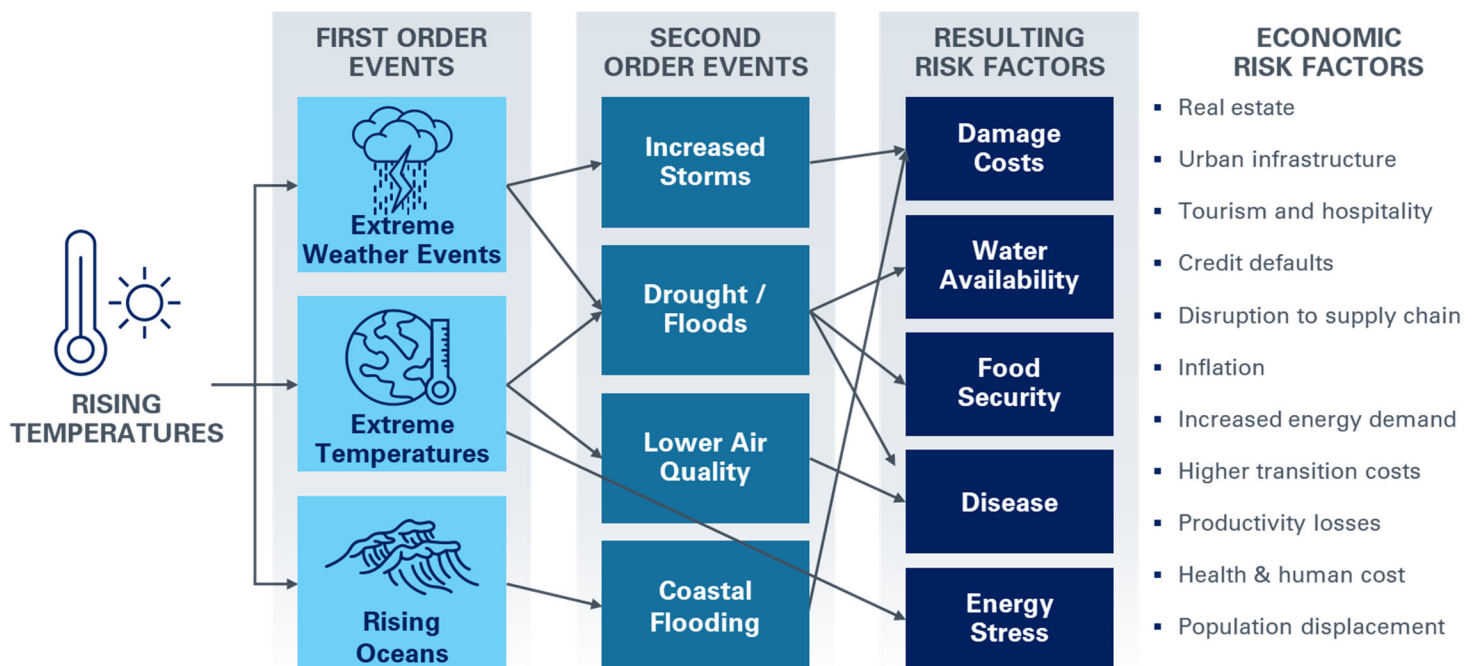 FIRST ORDER
EVENTS
SECOND
ORDER EVENTS
RESULTING
RISK FACTORS
ECONOMIC
RISK FACTORS
RISING
TEMPERATURES
Extreme
Weather Events
Extreme
Temperatures
Rising
Oceans
Increased
Storms
Drought /
Floods
Lower Air
Quality
Coastal
Flooding
Damage
Costs
Water
Availability
Food
Security
Disease
Energy
Stress
▪ Real estate
▪ Urban infrastructure
▪ Tourism and hospitality
▪ Credit defaults
▪ Disruption to supply chain
▪ Inflation
▪ Increased energy demand
▪ Higher transition costs
▪ Productivity losses
▪ Health & human cost
▪ Population displacement